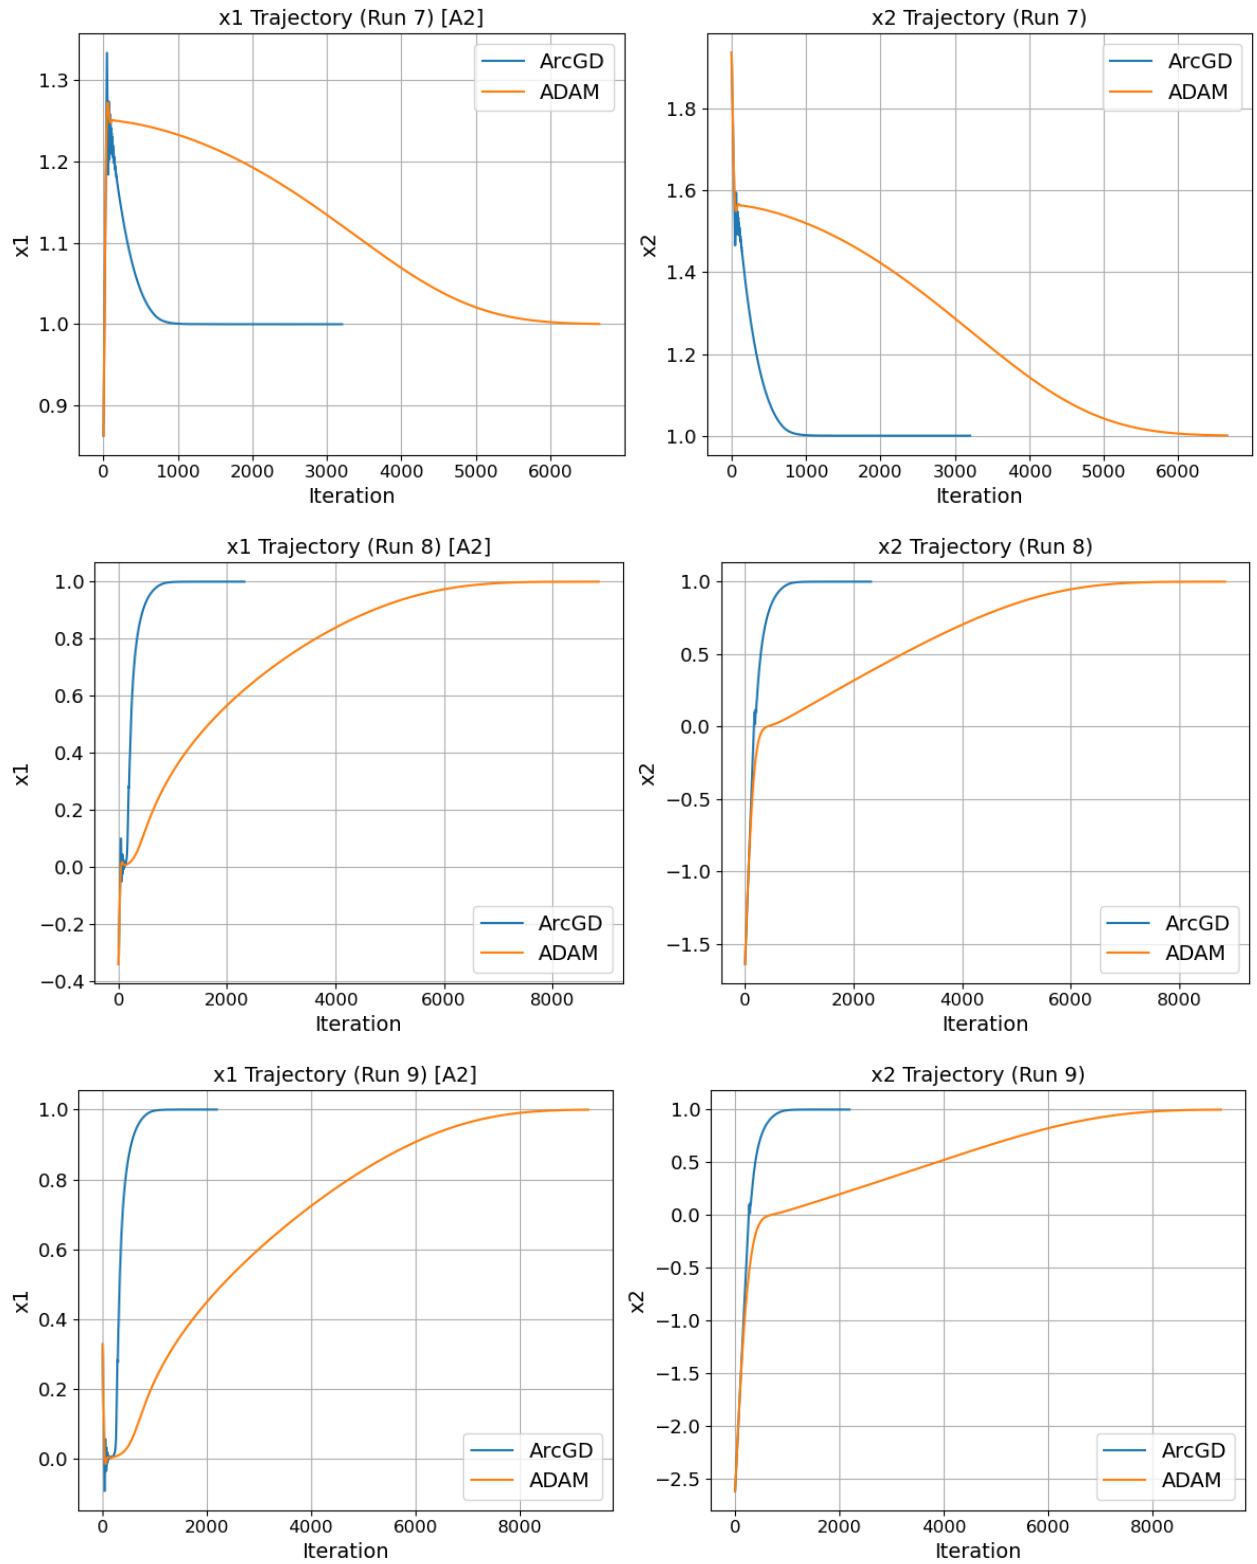 x1 Trajectory (Run 7) [A2]
1.3
1.2
1.1
1.0
0.9
x1
0
1000
2000
3000
4000
5000
6000
Iteration
ArcGD
ADAM
x2 Trajectory (Run 7)
1.8
1.6
1.4
1.2
1.0
x2
0
1000
2000
3000
4000
5000
6000
Iteration
ArcGD
ADAM
x1 Trajectory (Run 8) [A2]
1.0
0.8
0.6
0.4
0.2
0.0
−0.2
−0.4
x1
0
2000
4000
6000
8000
Iteration
ArcGD
ADAM
x2 Trajectory (Run 8)
1.0
0.5
0.0
−0.5
−1.0
−1.5
x2
0
2000
4000
6000
8000
Iteration
ArcGD
ADAM
x1 Trajectory (Run 9) [A2]
1.0
0.8
0.6
0.4
0.2
0.0
x1
0
2000
4000
6000
8000
Iteration
ArcGD
ADAM
x2 Trajectory (Run 9)
1.0
0.5
0.0
−0.5
−1.0
−1.5
−2.0
−2.5
x2
0
2000
4000
6000
8000
Iteration
ArcGD
ADAM